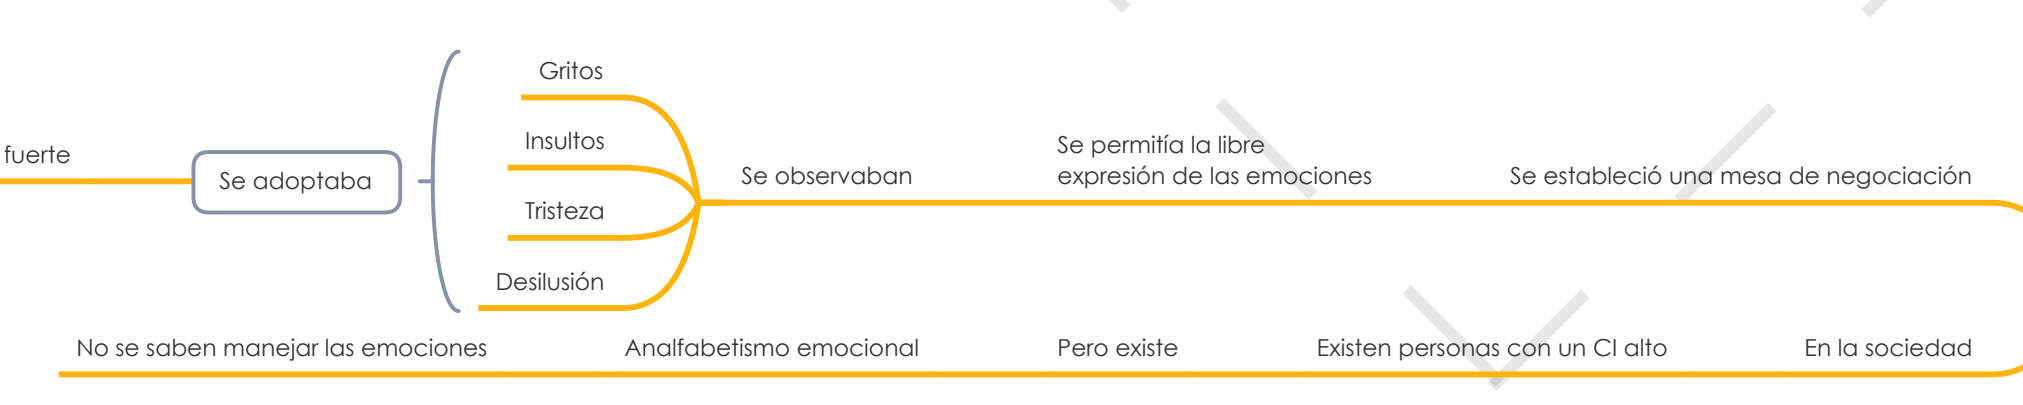 Gritos
Insultos
Tristeza
Desilusión
fuerte
Se adoptaba
Se observaban
Se permitía la libre
expresión de las emociones
Se estableció una mesa de negociación
No se saben manejar las emociones
Analfabetismo emocional
Pero existe
Existen personas con un CI alto
En la sociedad